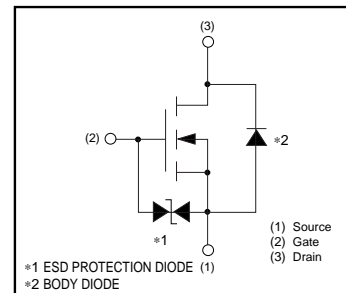 (3)
(2)
∗2
∗1
(1) Source
(2) Gate
(3) Drain
∗1 ESD PROTECTION DIODE (1)
∗2 BODY DIODE